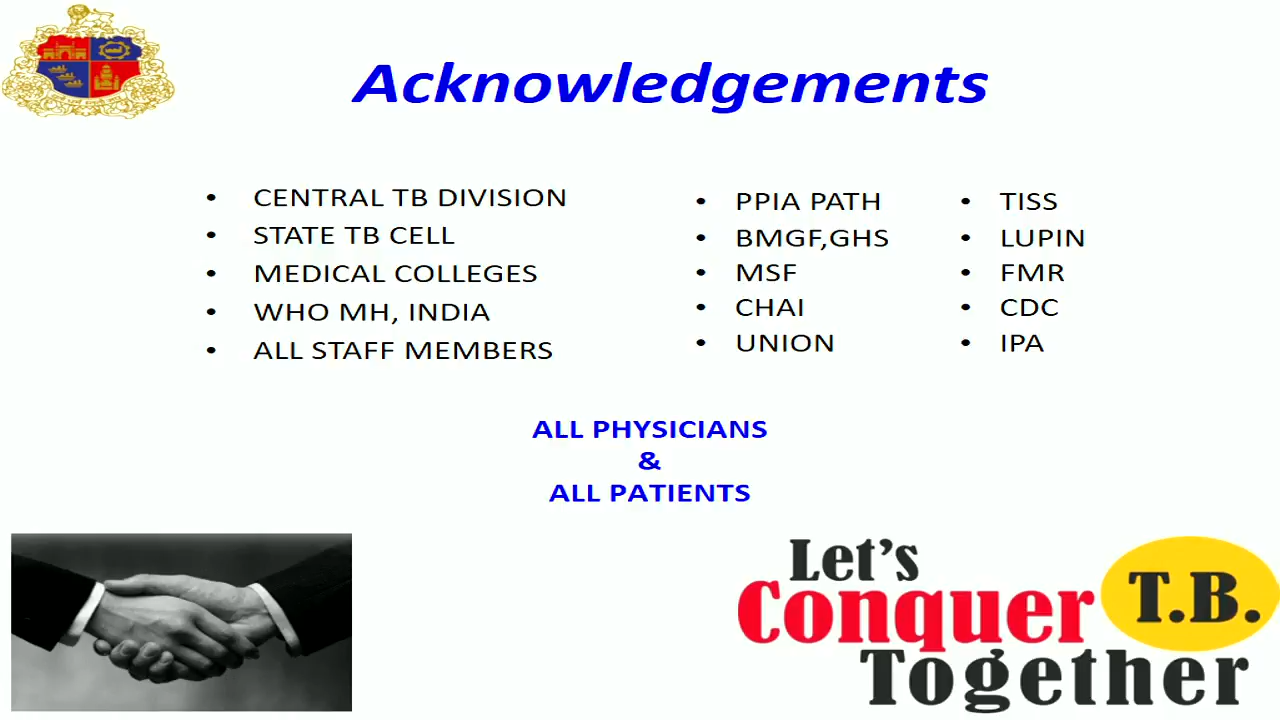 Acknowledgements
• CENTRAL TB DIVISION
• STATE TB CELL
• MEDICAL COLLEGES
• WHO MH, INDIA
• ALL STAFF MEMBERS
• PPIA PATH
• BMGF,GHS
• MSF
• CHAI
• UNION
• TISS
• LUPIN
• FMR
• CDC
• IPA
ALL PHYSICIANS
&
ALL PATIENTS
Let's
Conquer T.B.
Together